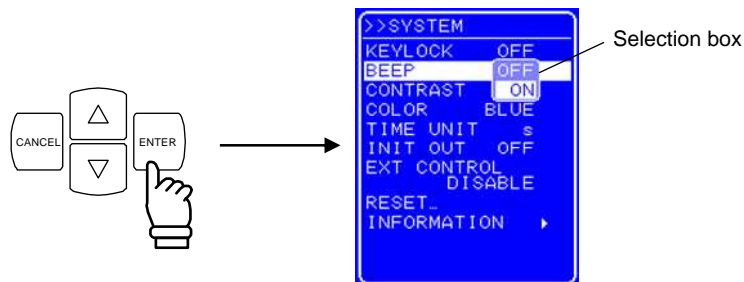 CANCEL
ENTER
>>SYSTEM
KEYLOCK OFF
BEEP OFF
CONTRAST ON
COLOR BLUE
TIME UNIT s
INIT OUT OFF
EXT CONTROL
DISABLE
RESET…
INFORMATION
Selection box